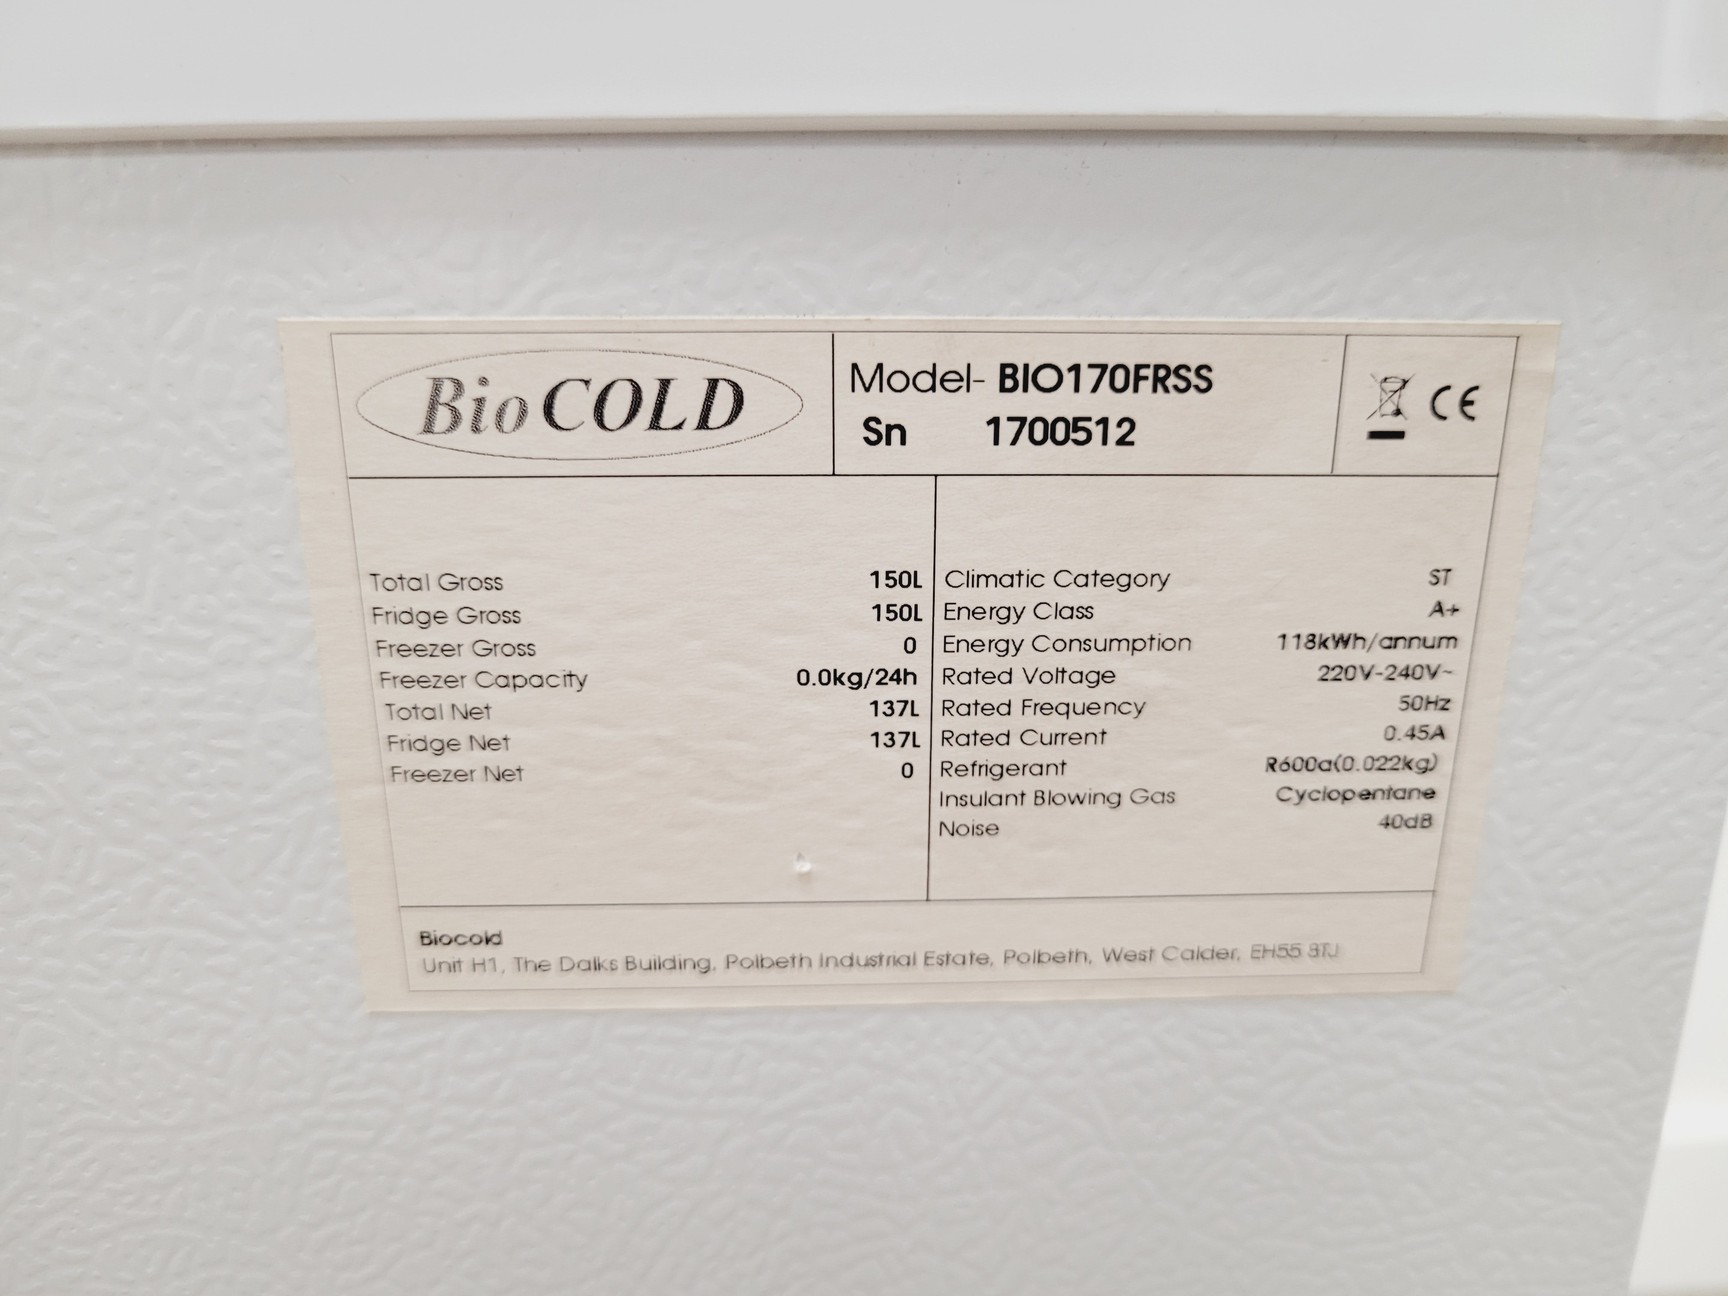 BioCOLD
Model- BIO170FRSS
Sn 1700512
CE
Total Gross 150L
Fridge Gross 150L
Freezer Gross 0
Freezer Capacity 0.0kg/24h
Total Net 137L
Fridge Net 137L
Freezer Net 0
Climatic Category ST
Energy Class A+
Energy Consumption 118kWh/annum
Rated Voltage 220V-240V~
Rated Frequency 50Hz
Rated Current 0.45A
Refrigerant R600a(0.022kg)
Insulant Blowing Gas Cyclopentane
Noise 40dB
Biocold
Unit H1, The Dalks Building, Polbeth Industrial Estate, Polbeth, West Calder, EH55